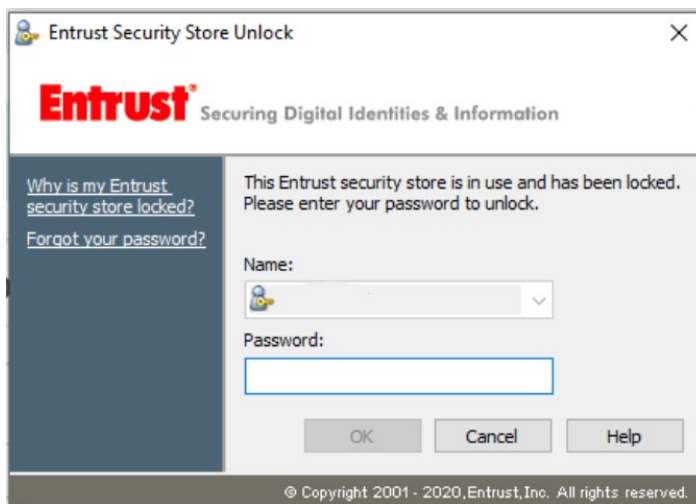 Entrust Security Store Unlock
Entrust® Securing Digital Identities & Information
Why is my Entrust
security store locked?
Forgot your password?
This Entrust security store is in use and has been locked.
Please enter your password to unlock.
Name:
Password:
OK
Cancel
Help
© Copyright 2001 - 2020,Entrust,Inc. All rights reserved.